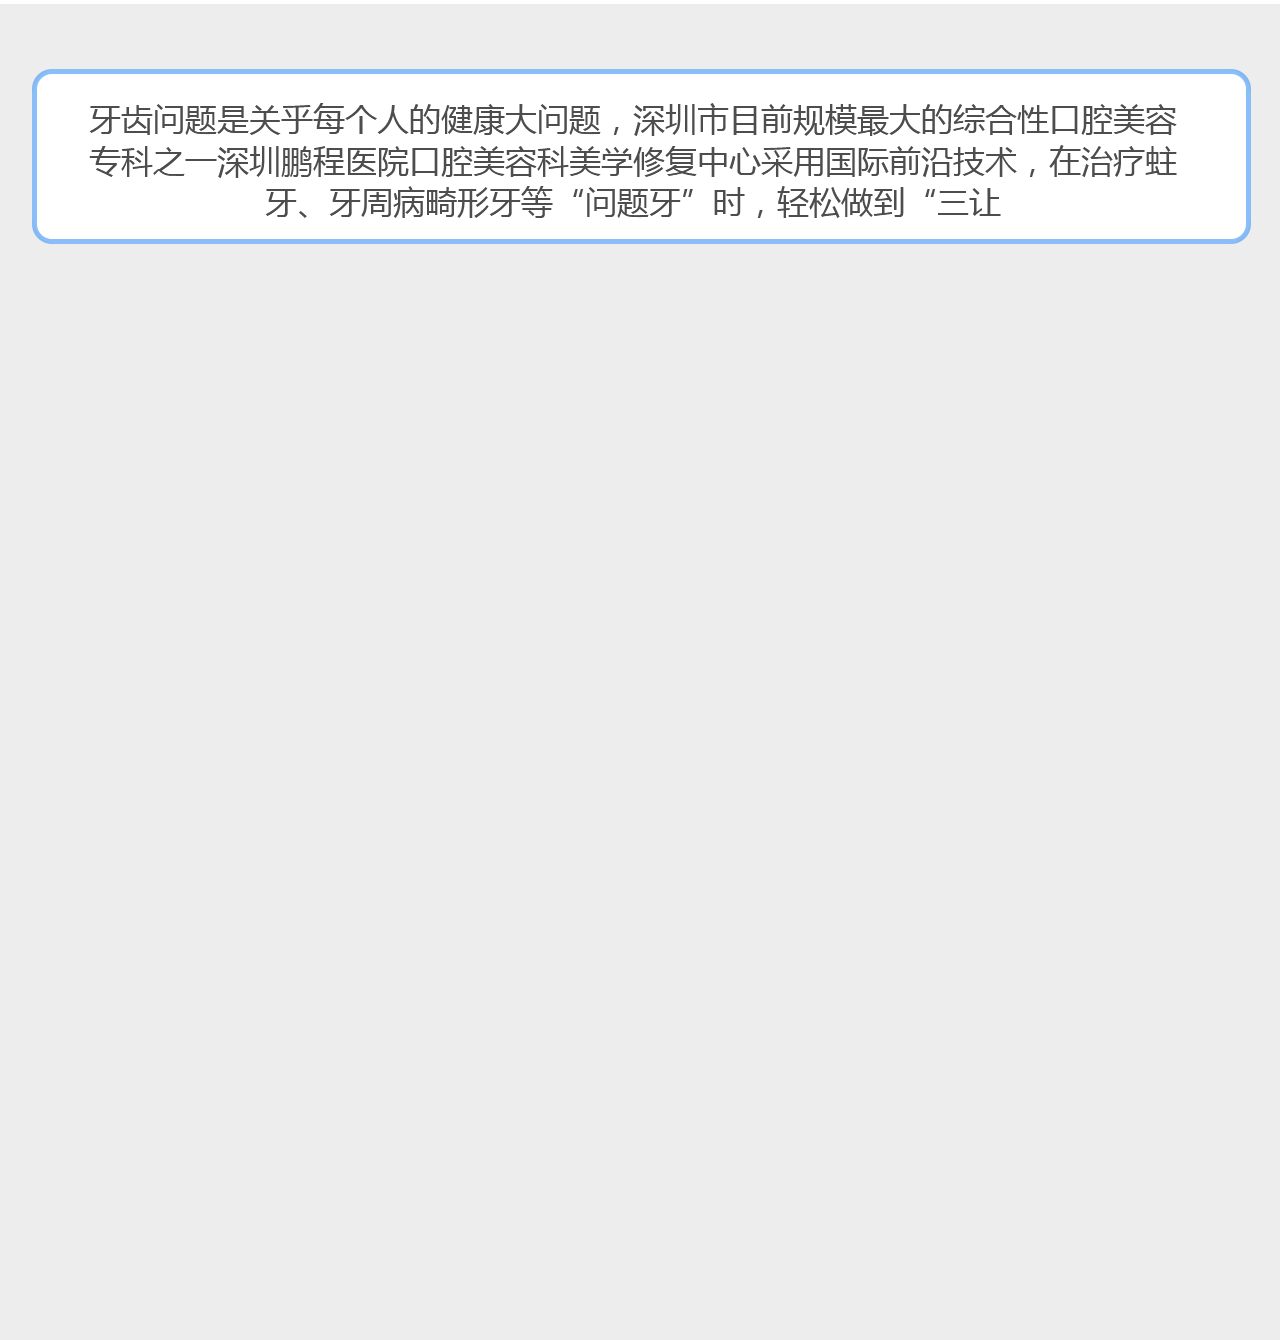 牙齿问题是关乎每个人的健康大问题，深圳市目前规模最大的综合性口腔美容
专科之一深圳鹏程医院口腔美容科美学修复中心采用国际前沿技术，在治疗蛀
牙、牙周病畸形牙等“问题牙”时，轻松做到“三让